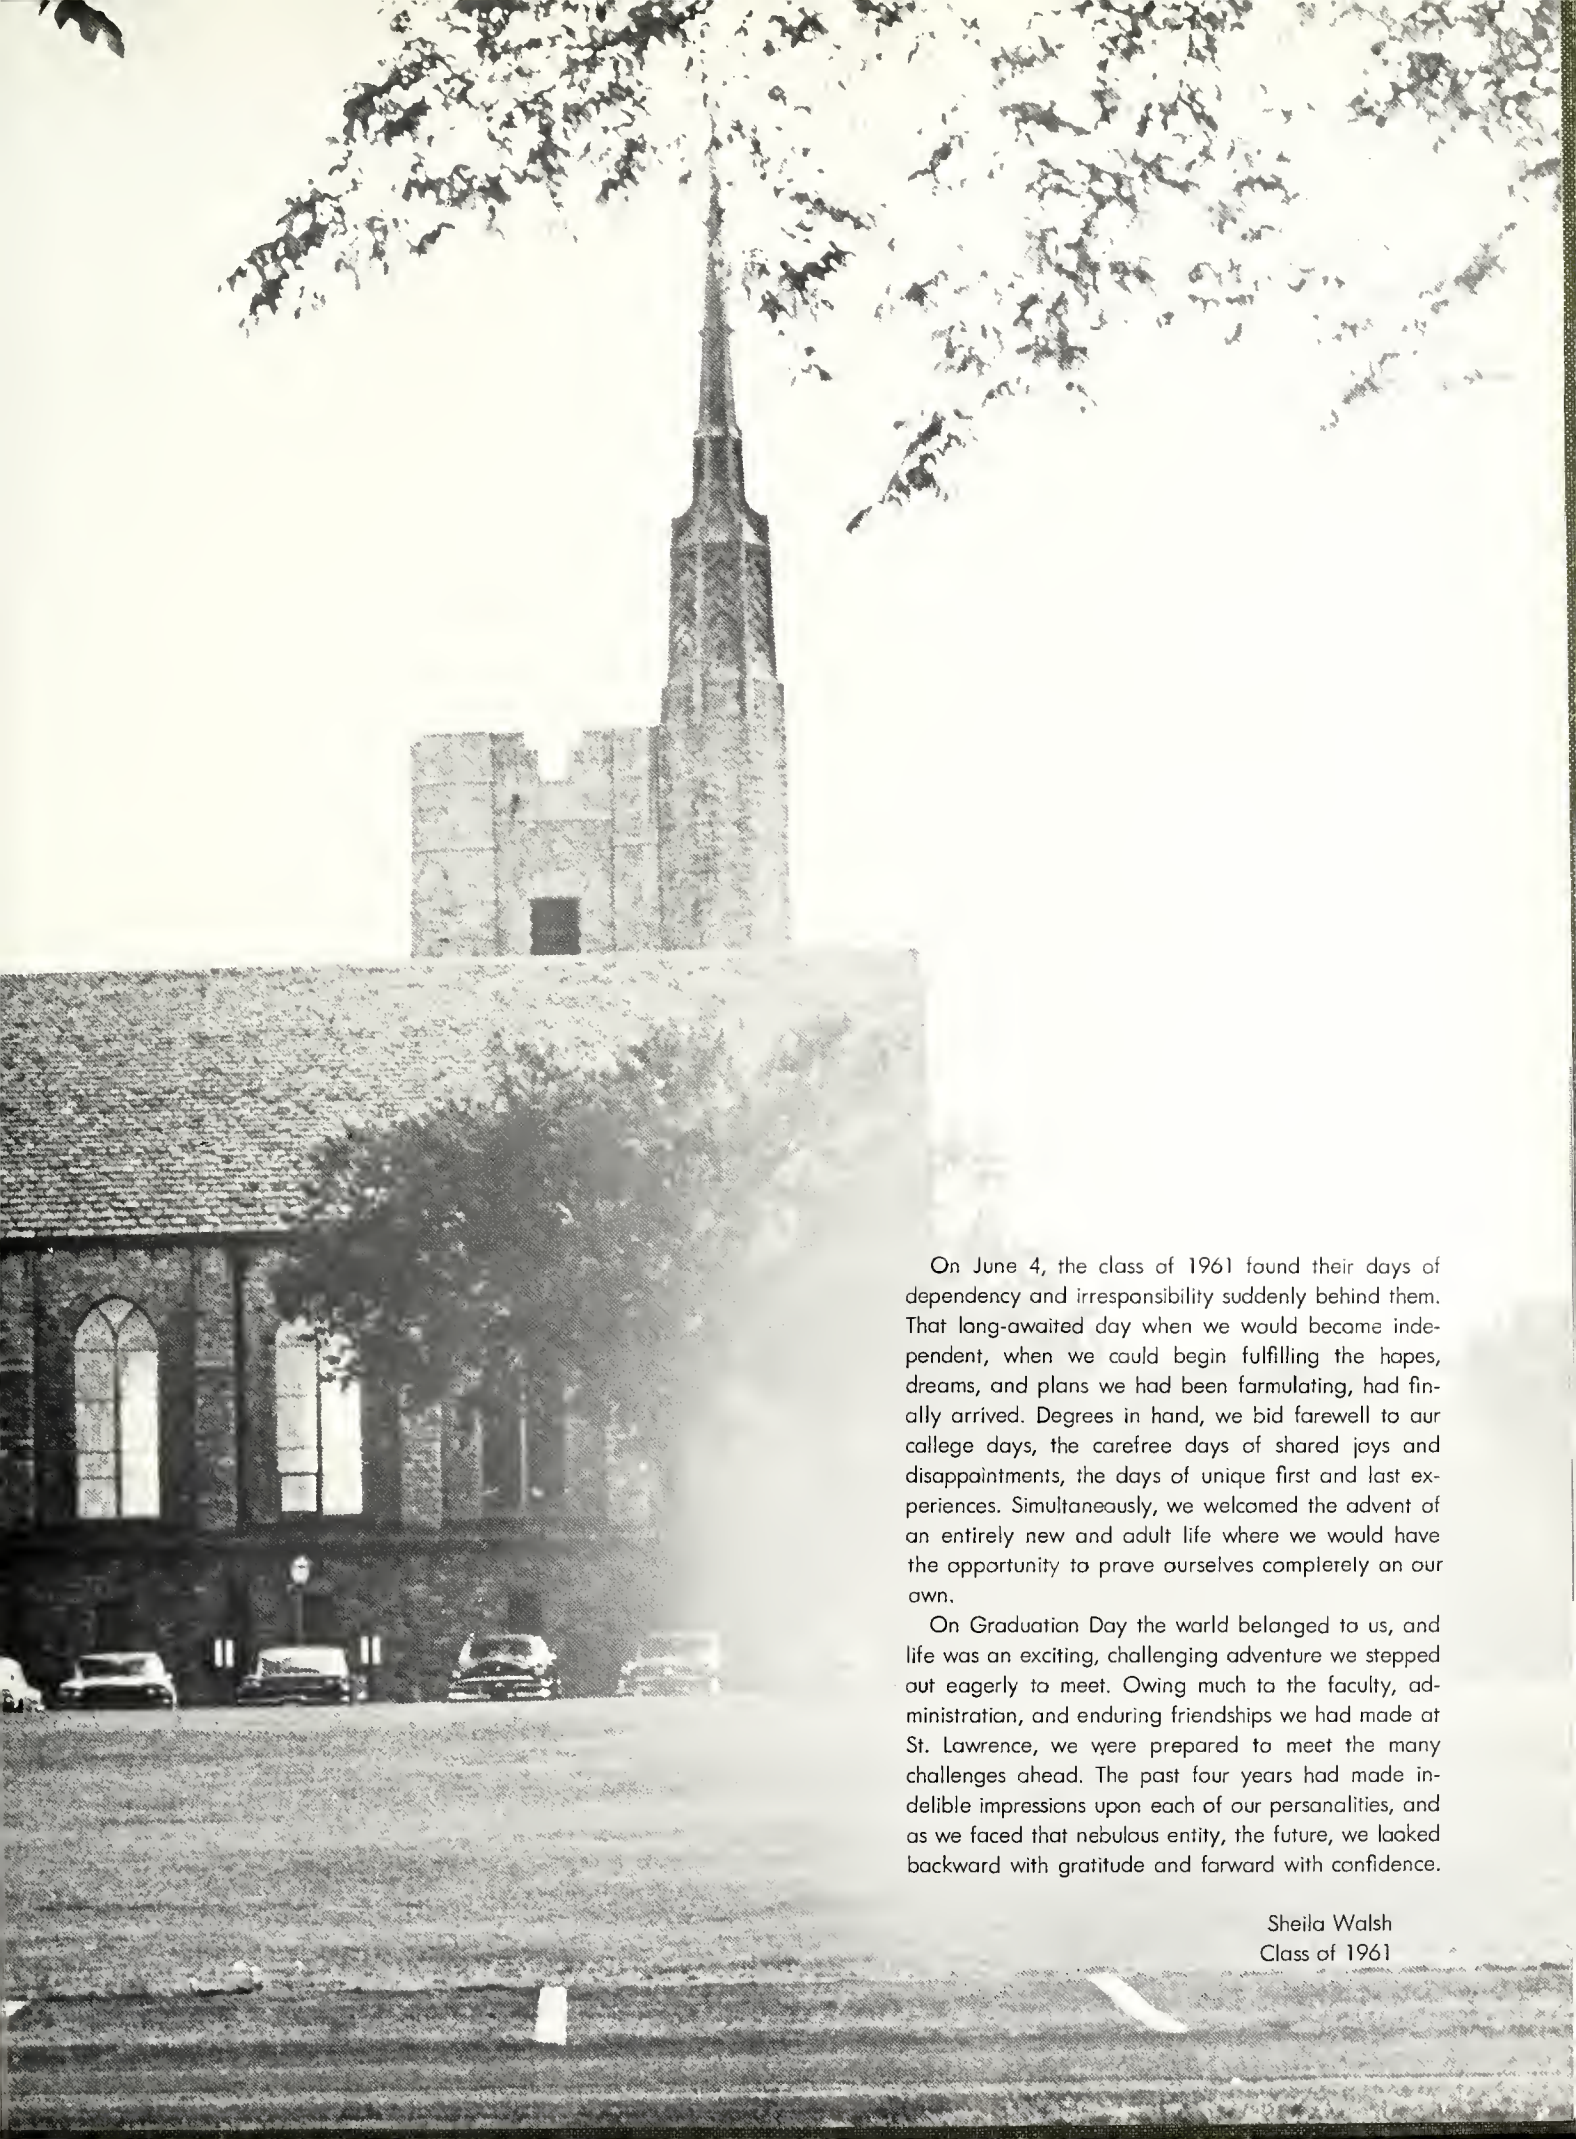 On June 4, the class of 1961 found their days of
dependency and irresponsibility suddenly behind them.
That long-awaited day when we would become inde-
pendent, when we could begin fulfilling the hopes,
dreams, and plans we had been formulating, had fin-
ally arrived. Degrees in hand, we bid farewell to our
college days, the carefree days of shared joys and
disappointments, the days of unique first and last ex-
periences. Simultaneously, we welcomed the advent of
an entirely new and adult life where we would have
the opportunity to prove ourselves completely on our
own.
On Graduation Day the world belonged to us, and
life was an exciting, challenging adventure we stepped
out eagerly to meet. Owing much to the faculty, ad-
ministration, and enduring friendships we had made at
St. Lawrence, we were prepared to meet the many
challenges ahead. The past four years had made in-
delible impressions upon each of our personalities, and
as we faced that nebulous entity, the future, we looked
backward with gratitude and forward with confidence.
Sheila Walsh
Class of 1961